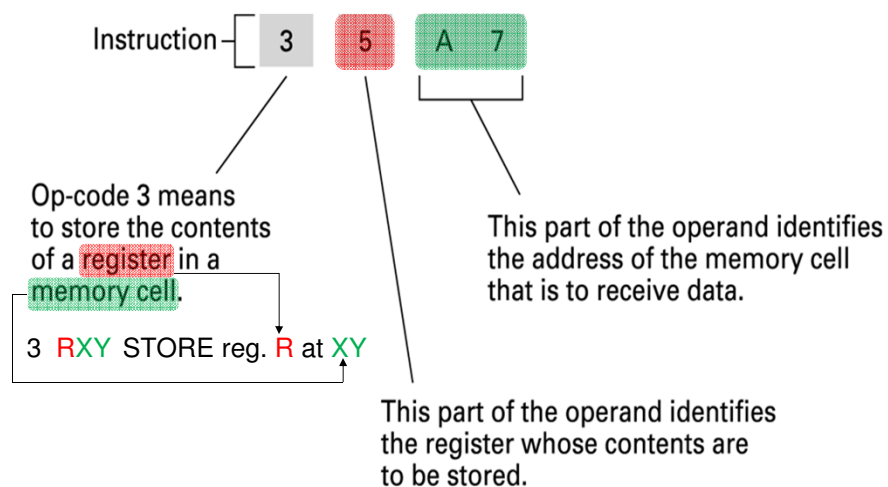 Instruction 3 5 A 7
Op-code 3 means
to store the contents
of a register in a
memory cell.
3 RXY STORE reg. R at XY
This part of the operand identifies
the address of the memory cell
that is to receive data.
This part of the operand identifies
the register whose contents are
to be stored.